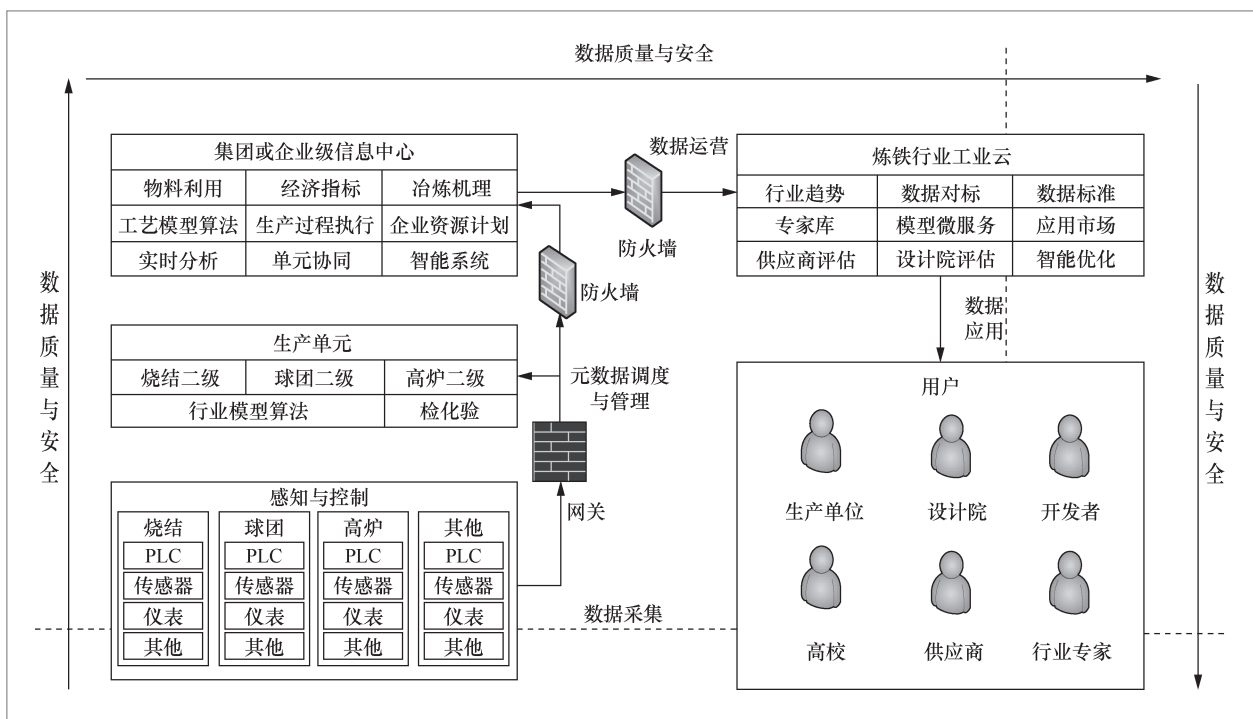 数据质量与安全
集团或企业级信息中心
物料利用 经济指标 冶炼机理
工艺模型算法 生产过程执行 企业资源计划
实时分析 单元协同 智能系统
数据运营
防火墙
防火墙
炼铁行业工业云
行业趋势 数据对标 数据标准
专家库 模型微服务 应用市场
供应商评估 设计院评估 智能优化
数据质量与安全
生产单元
烧结二级 球团二级 高炉二级
行业模型算法 检化验
元数据调度
与管理
网关
感知与控制
烧结 球团 高炉 其他
PLC PLC PLC PLC
传感器 传感器 传感器 传感器
仪表 仪表 仪表 仪表
其他 其他 其他 其他
数据采集
数据
应用
用户
生产单位 设计院 开发者
高校 供应商 行业专家
数据质量与安全